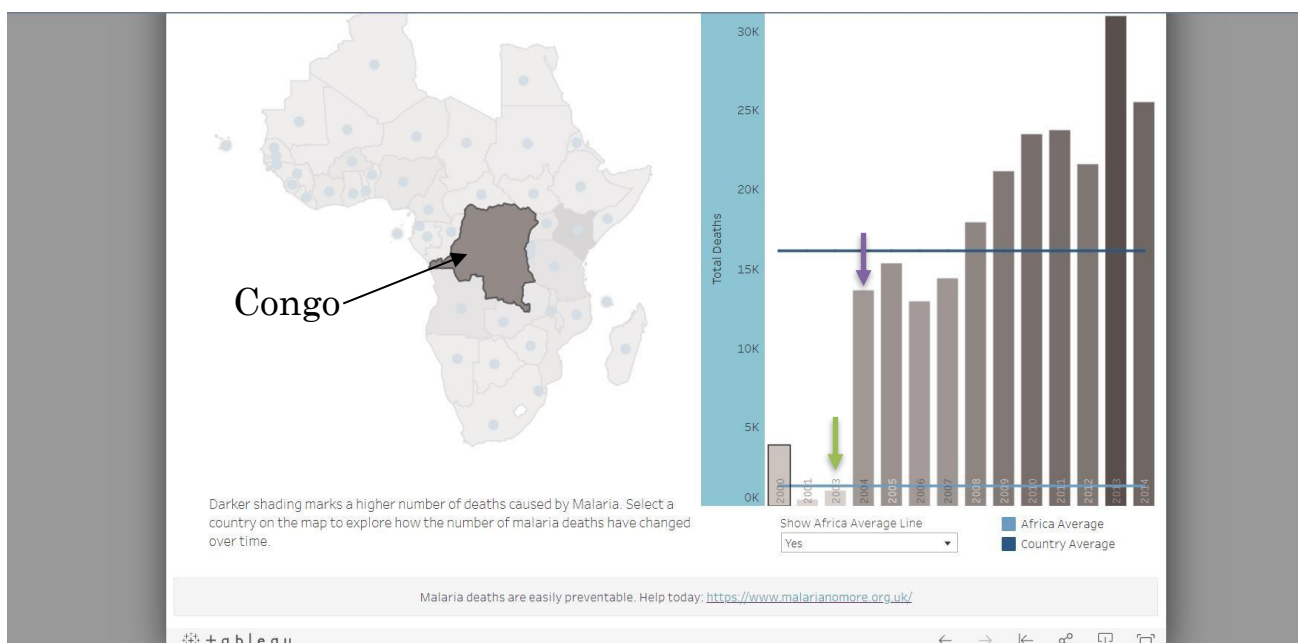 Congo
Darker shading marks a higher number of deaths caused by Malaria. Select a
country on the map to explore how the number of malaria deaths have changed
over time.
Total Deaths
30K
25K
20K
15K
10K
5K
0K
2000
2001
2003
2004
2005
2006
2007
2008
2009
2010
2011
2012
2013
2014
Show Africa Average Line
Yes
Africa Average
Country Average
Malaria deaths are easily preventable. Help today: https://www.malarianomore.org.uk/
+ a b l e a u